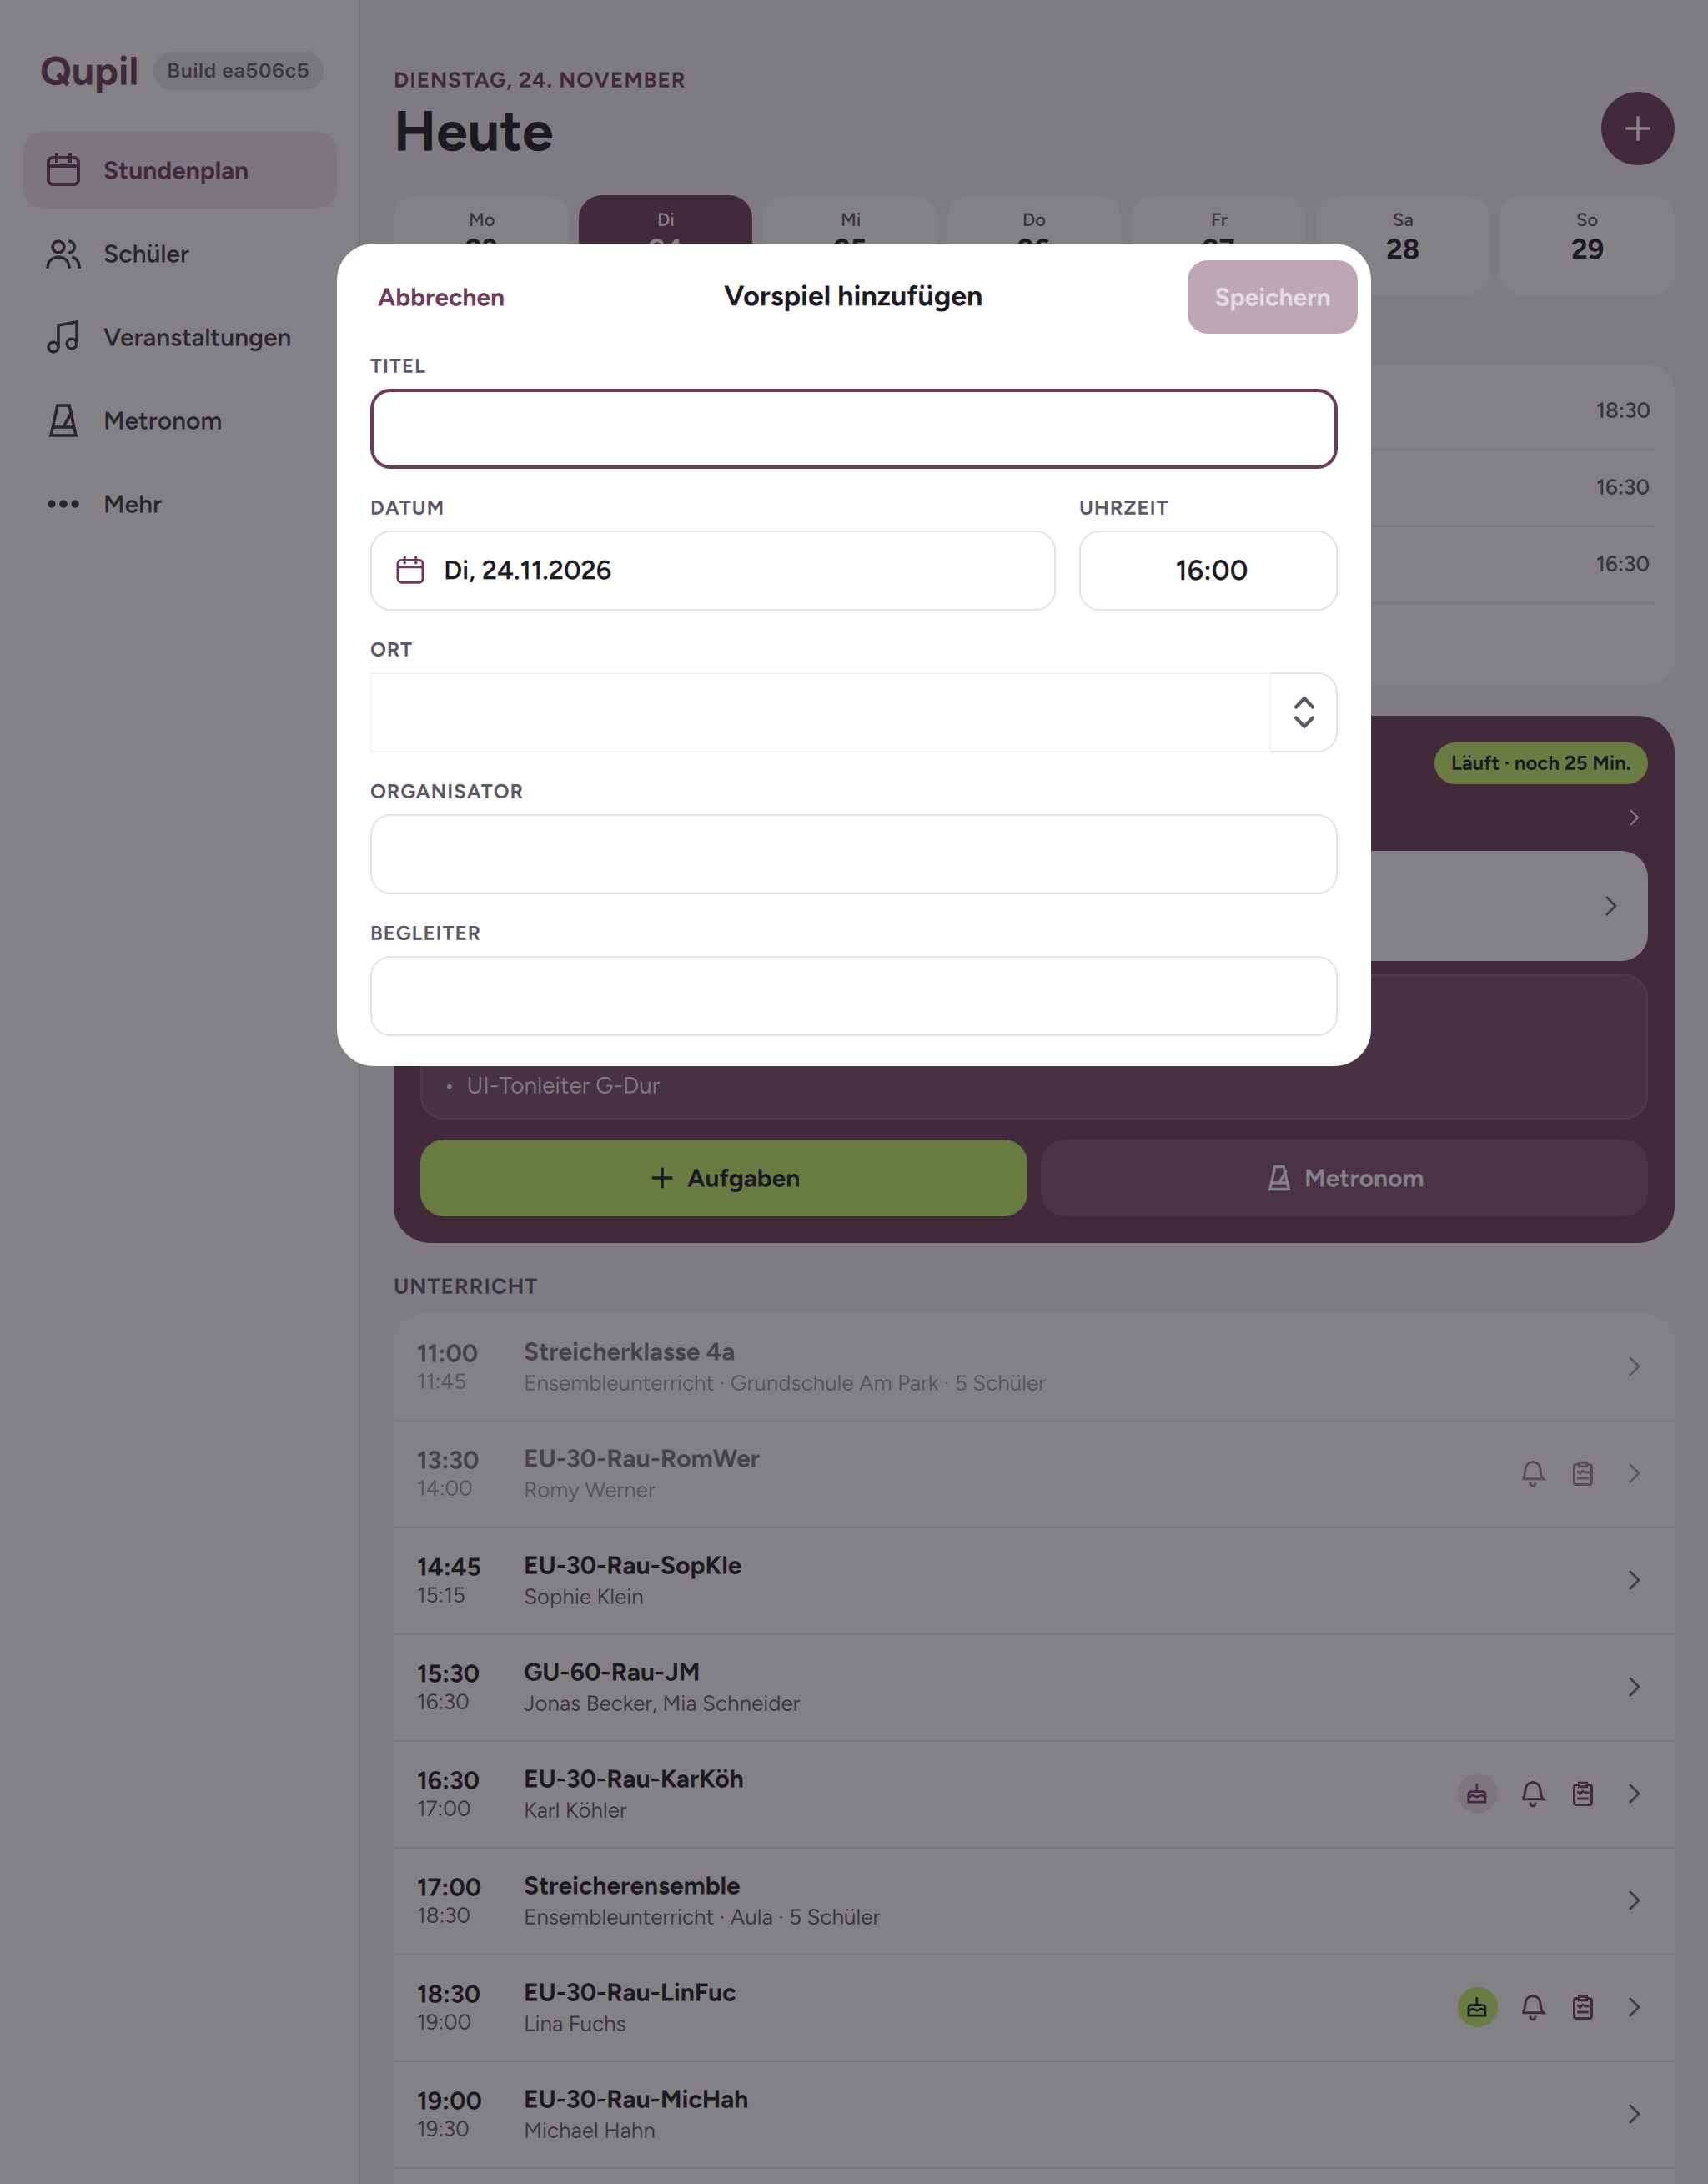 Qupil
Build ea506c5
Stundenplan
Schüler
Veranstaltungen
Metronom
Mehr
DIENSTAG, 24. NOVEMBER
Heute
Mo
Di
Mi
Do
Fr
Sa
28
So
29
Abbrechen
Vorspiel hinzufügen
Speichern
TITEL
DATUM
UHRZEIT
Di, 24.11.2026
16:00
ORT
ORGANISATOR
BEGLEITER
18:30
16:30
16:30
Läuft · noch 25 Min.
• UI-Tonleiter G-Dur
Aufgaben
Metronom
UNTERRICHT
11:00
11:45
Streicherklasse 4a
Ensembleunterricht · Grundschule Am Park · 5 Schüler
13:30
14:00
EU-30-Rau-RomWer
Romy Werner
14:45
15:15
EU-30-Rau-SopKle
Sophie Klein
15:30
16:30
GU-60-Rau-JM
Jonas Becker, Mia Schneider
16:30
17:00
EU-30-Rau-KarKöh
Karl Köhler
17:00
18:30
Streicherensemble
Ensembleunterricht · Aula · 5 Schüler
18:30
19:00
EU-30-Rau-LinFuc
Lina Fuchs
19:00
19:30
EU-30-Rau-MicHah
Michael Hahn